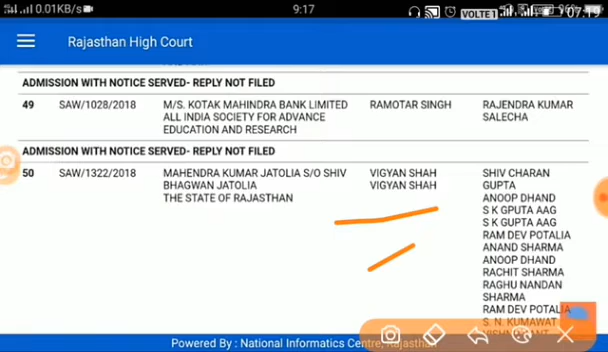 0.01KB/s 9:17 VOLTE 1 96% 07:19
Rajasthan High Court
ADMISSION WITH NOTICE SERVED- REPLY NOT FILED
49 SAW/1028/2018 M/S. KOTAK MAHINDRA BANK LIMITED RAMOTAR SINGH RAJENDRA KUMAR
ALL INDIA SOCIETY FOR ADVANCE SALECHA
EDUCATION AND RESEARCH
ADMISSION WITH NOTICE SERVED- REPLY NOT FILED
50 SAW/1322/2018 MAHENDRA KUMAR JATOLIA S/O SHIV VIGYAN SHAH SHIV CHARAN
BHAGWAN JATOLIA VIGYAN SHAH GUPTA
THE STATE OF RAJASTHAN ANOOP DHAND
S K GPUTA AAG
S K GUPTA AAG
RAM DEV POTALIA
ANAND SHARMA
ANOOP DHAND
RACHIT SHARMA
RAGHU NANDAN
SHARMA
RAM DEV POTALIA
S. N. KUMAWAT
Powered By : National Informatics Centre, Rajasthan